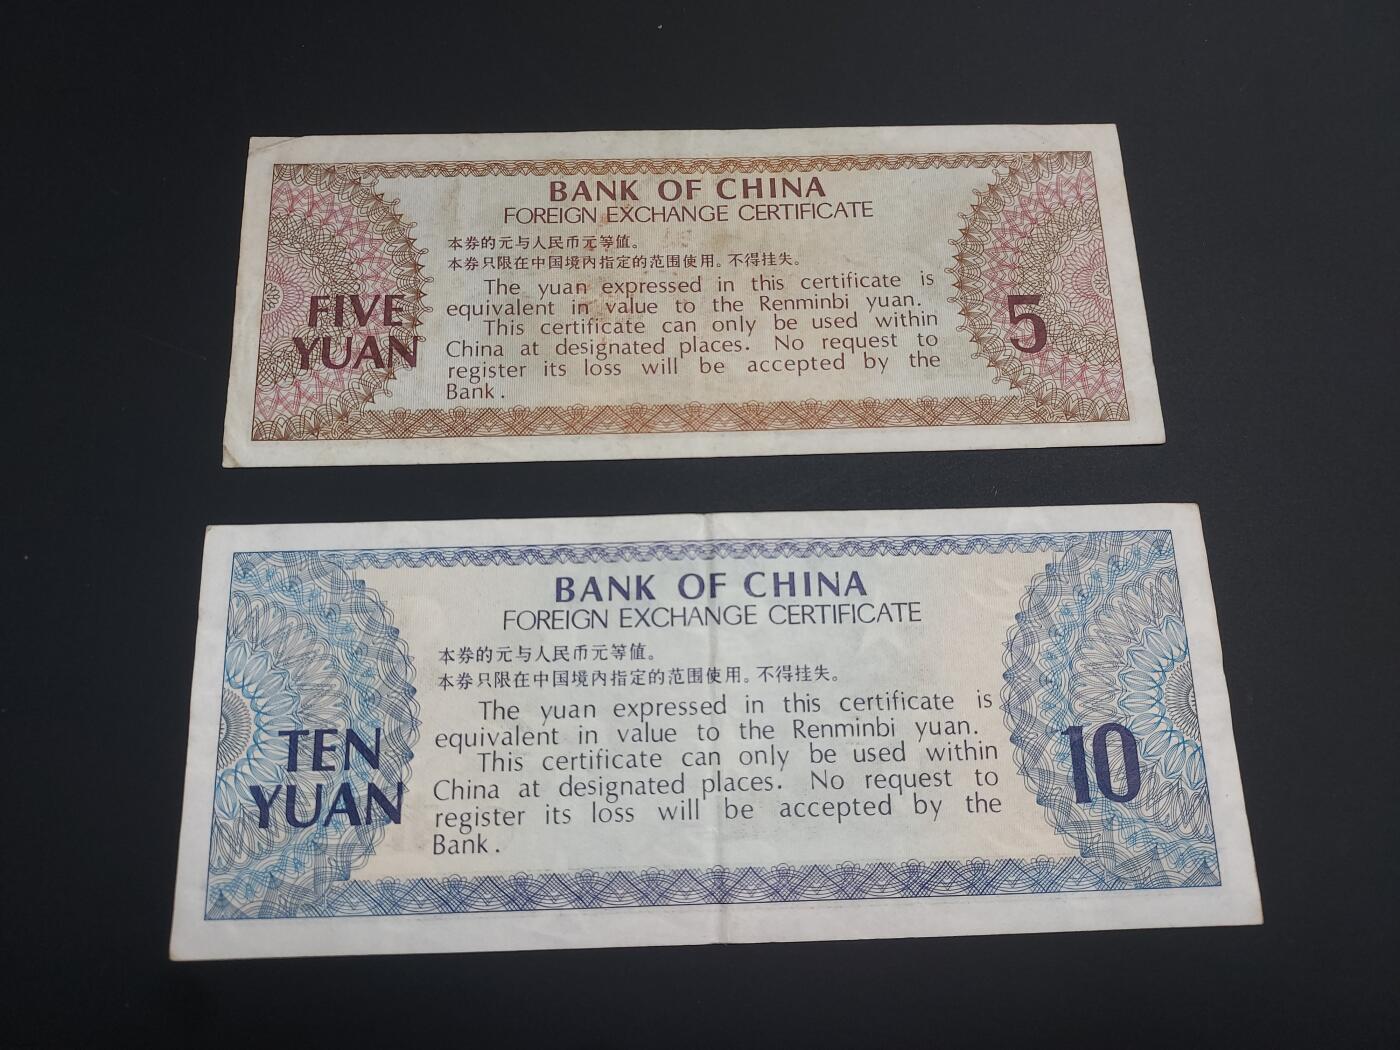 BANK OF CHINA
FOREIGN EXCHANGE CERTIFICATE
本券的元与人民币元等值。
本券只限在中国境内指定的范围使用。不得挂失。
The yuan expressed in this certificate is
equivalent in value to the Renminbi yuan.
This certificate can only be used within
China at designated places. No request to
register its loss will be accepted by the
Bank.
FIVE
YUAN
5
BANK OF CHINA
FOREIGN EXCHANGE CERTIFICATE
本券的元与人民币元等值。
本券只限在中国境内指定的范围使用。不得挂失。
The yuan expressed in this certificate is
equivalent in value to the Renminbi yuan.
This certificate can only be used within
China at designated places. No request to
register its loss will be accepted by the
Bank.
TEN
YUAN
10